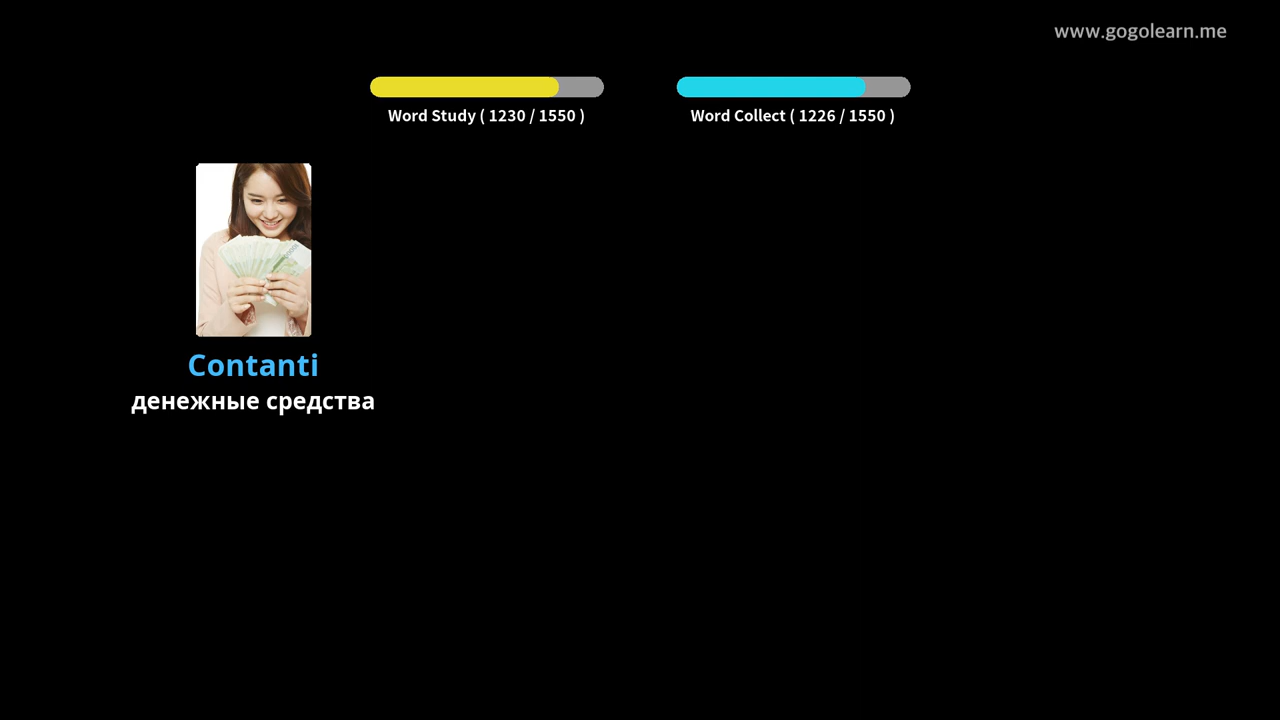 www.gogolearn.me
Word Study ( 1230 / 1550 )
Word Collect ( 1226 / 1550 )
Contanti
денежные средства